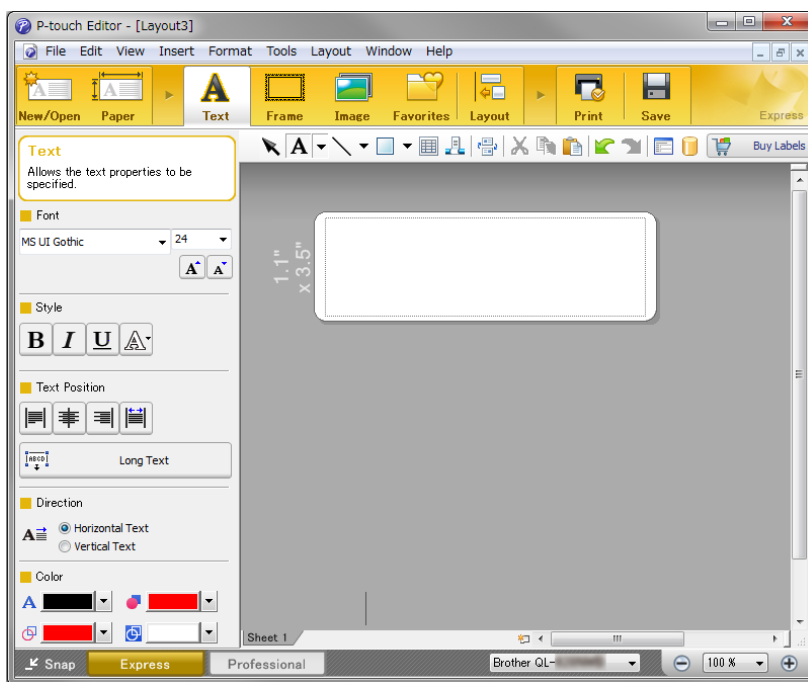 P-touch Editor - [Layout3]
File Edit View Insert Format Tools Layout Window Help
New/Open Paper Text Frame Image Favorites Layout Print Save Express
Text
Allows the text properties to be
specified.
Buy Labels
Font
MS UI Gothic 24
A A
1.1"
x 3.5"
Style
B I U A
Text Position
ABCD Long Text
Direction
A Horizontal Text
Vertical Text
Color
A
Sheet 1
Snap Express Professional Brother QL- 100 %